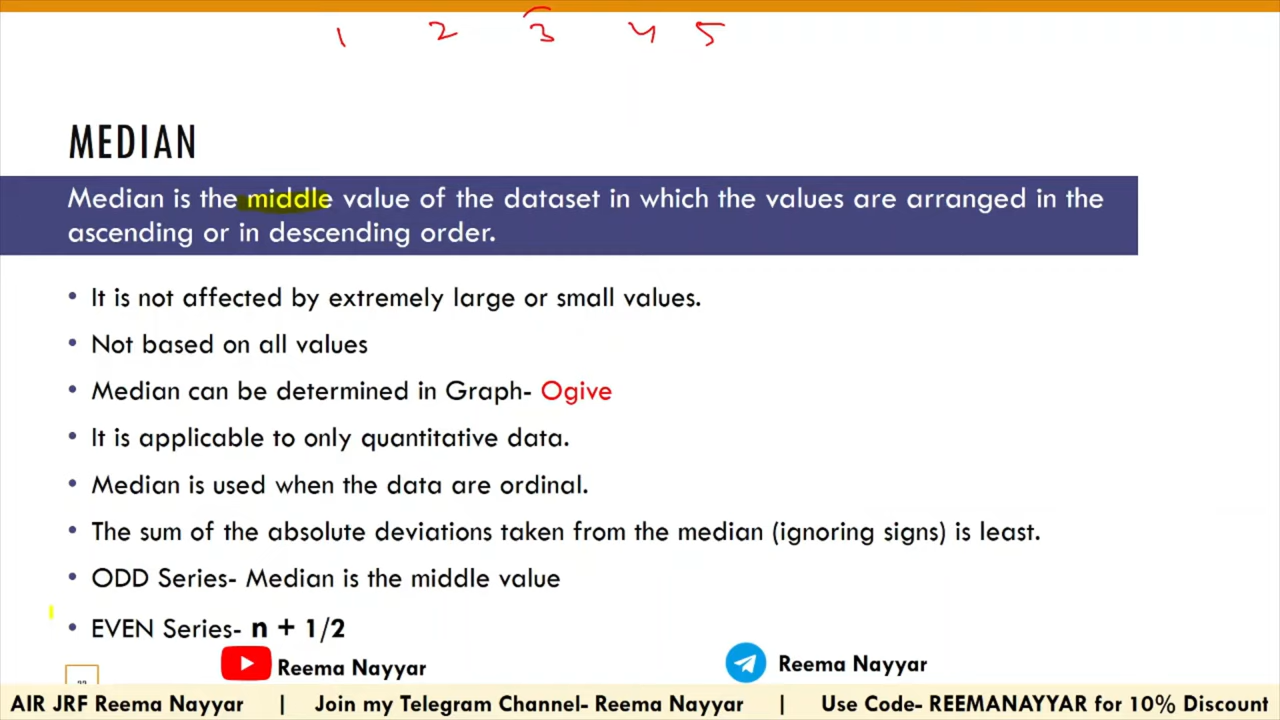 1 2 3 4 5
MEDIAN
Median is the middle value of the dataset in which the values are arranged in the
ascending or in descending order.
• It is not affected by extremely large or small values.
• Not based on all values
• Median can be determined in Graph- Ogive
• It is applicable to only quantitative data.
• Median is used when the data are ordinal.
• The sum of the absolute deviations taken from the median (ignoring signs) is least.
• ODD Series- Median is the middle value
• EVEN Series- n + 1/2
Reema Nayyar Reema Nayyar
AIR JRF Reema Nayyar | Join my Telegram Channel- Reema Nayyar | Use Code- REEMANAYYAR for 10% Discount